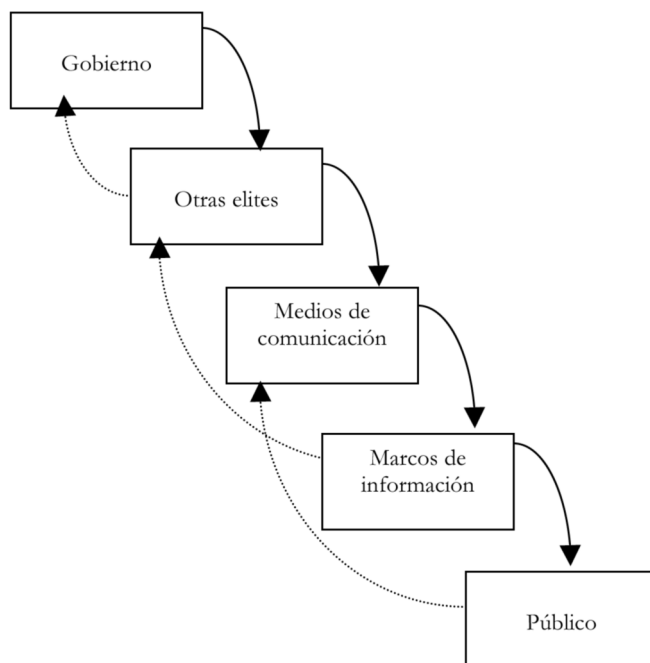 Gobierno
Otras elites
Medios de
comunicación
Marcos de
información
Público